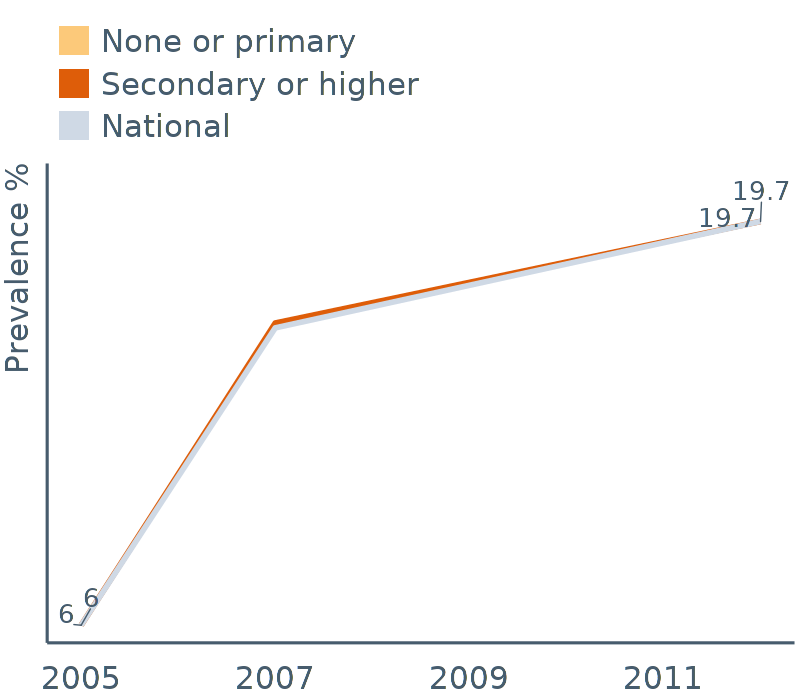 None or primary
Secondary or higher
National
Prevalence %
19.7
19.7
6
6
2005
2007
2009
2011